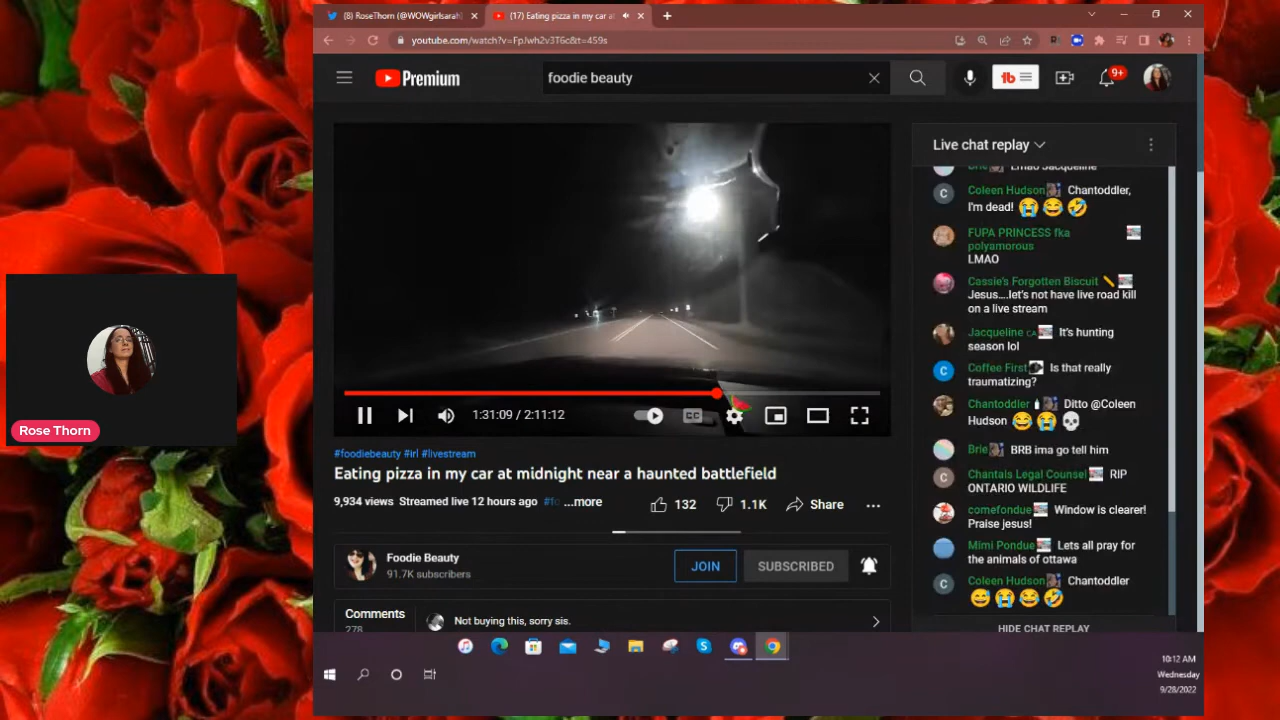 (8) RoseThorn (@WOWgirlsarah
(17) Eating pizza in my car at
youtube.com/watch?v=FpJwh2v3T6c&t=459s
Premium
foodie beauty
9+
Live chat replay
Brie Lmao Jacqueline
C
Coleen Hudson Chantoddler,
I'm dead! 😭😂🤣
FUPA PRINCESS fka
polyamorous
LMAO
Cassie's Forgotten Biscuit
Jesus....let's not have live road kill
on a live stream
Jacqueline CA It's hunting
season lol
C
Coffee First Is that really
traumatizing?
Chantoddler Ditto @Coleen
Hudson 😂😭💀
Brie BRB ima go tell him
C
Chantals Legal Counsel RIP
ONTARIO WILDLIFE
comefondue Window is clearer!
Praise jesus!
Mimi Pondue Lets all pray for
the animals of ottawa
C
Coleen Hudson Chantoddler
😅😭😂🤣
HIDE CHAT REPLAY
1:31:09 / 2:11:12
CC
#foodiebeauty #irl #livestream
Eating pizza in my car at midnight near a haunted battlefield
9,934 views Streamed live 12 hours ago #fo ...more
132
1.1K
Share
Foodie Beauty
91.7K subscribers
JOIN
SUBSCRIBED
Comments
278
Not buying this, sorry sis.
Rose Thorn
10:12 AM
Wednesday
9/28/2022